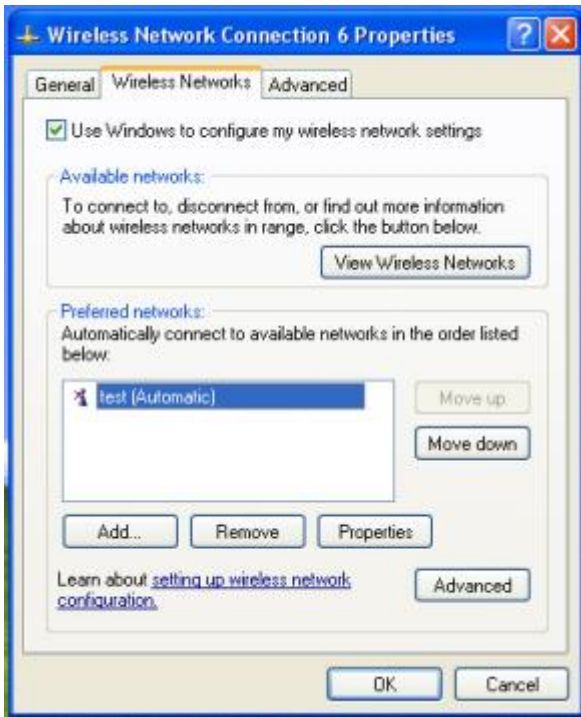 Wireless Network Connection 6 Properties
General Wireless Networks Advanced
Use Windows to configure my wireless network settings
Available networks:
To connect to, disconnect from, or find out more information
about wireless networks in range, click the button below.
View Wireless Networks
Preferred networks:
Automatically connect to available networks in the order listed
below:
test (Automatic)
Move up
Move down
Add... Remove Properties
Learn about setting up wireless network
configuration.
Advanced
OK Cancel